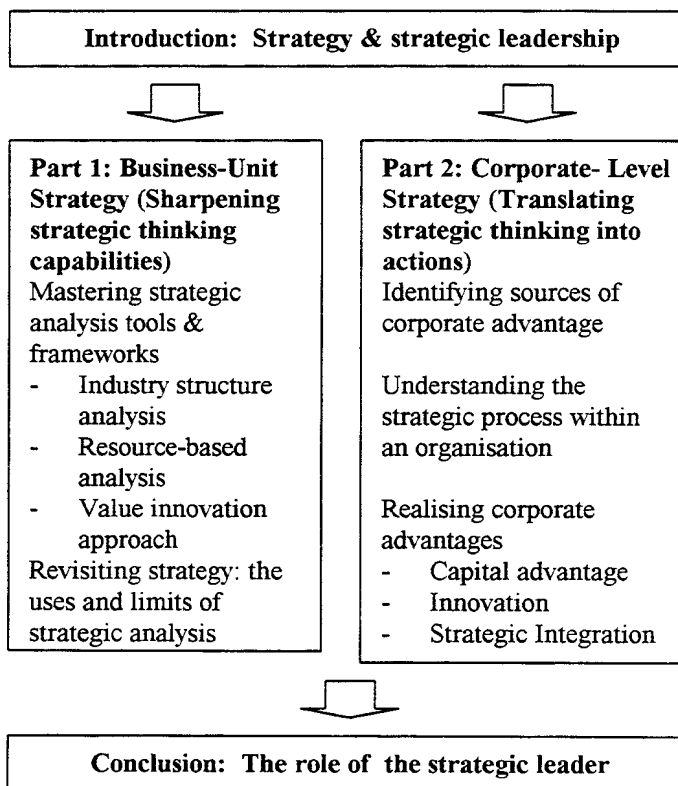 Introduction: Strategy & strategic leadership
Part 1: Business-Unit
Strategy (Sharpening
strategic thinking
capabilities)
Mastering strategic
analysis tools &
frameworks
- Industry structure
analysis
- Resource-based
analysis
- Value innovation
approach
Revisiting strategy: the
uses and limits of
strategic analysis
Part 2: Corporate- Level
Strategy (Translating
strategic thinking into
actions)
Identifying sources of
corporate advantage
Understanding the
strategic process within
an organisation
Realising corporate
advantages
- Capital advantage
- Innovation
- Strategic Integration
Conclusion: The role of the strategic leader